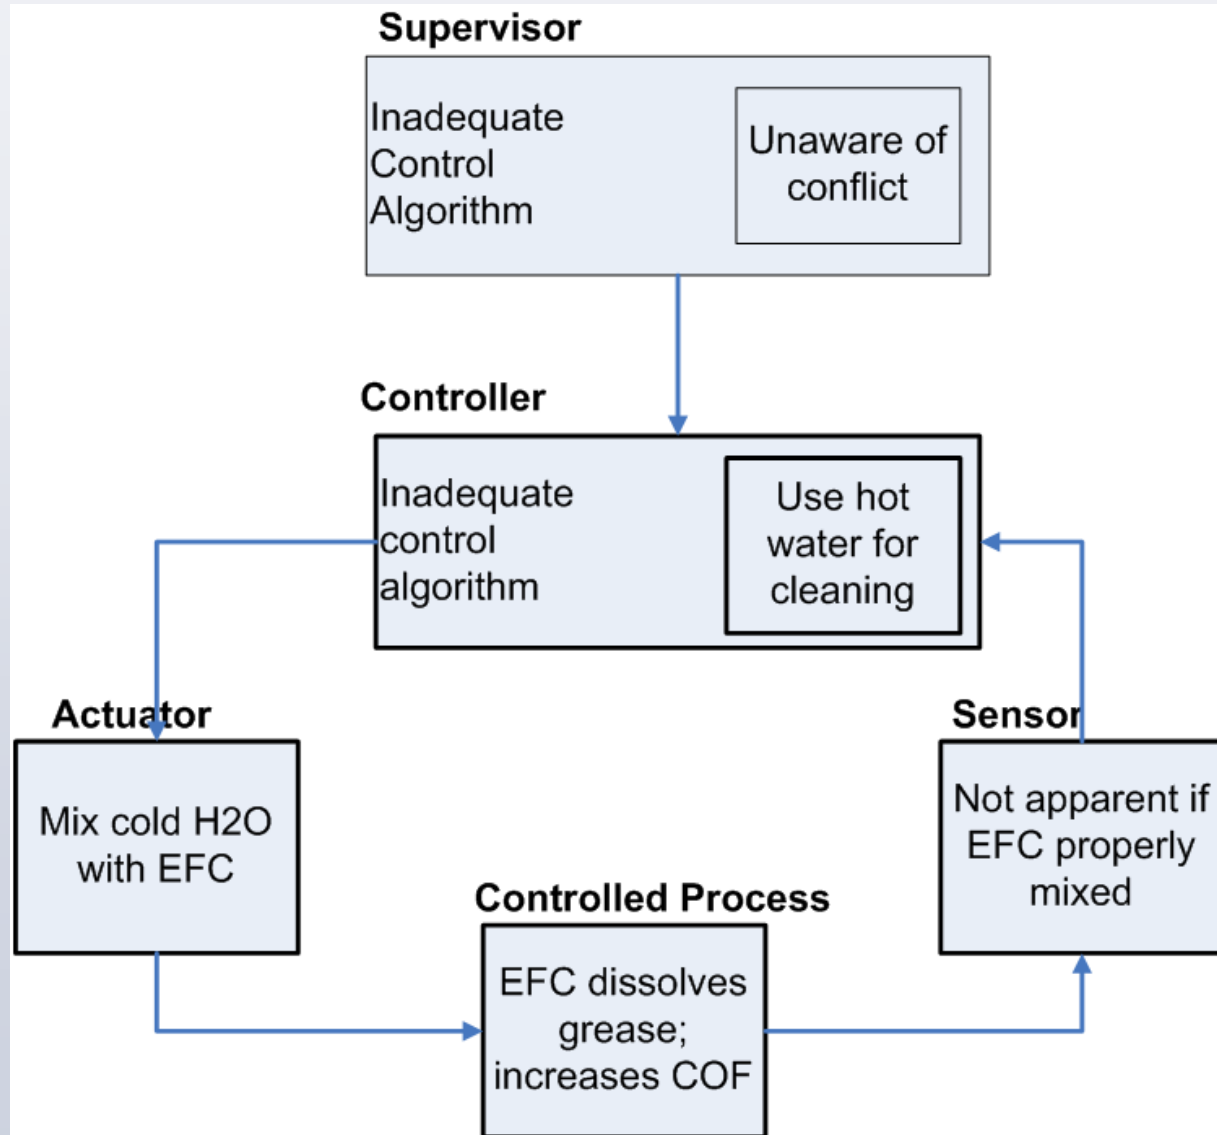 Supervisor
Inadequate
Control
Algorithm
Unaware of
conflict
Controller
Inadequate
control
algorithm
Use hot
water for
cleaning
Actuator
Mix cold H2O
with EFC
Controlled Process
EFC dissolves
grease;
increases COF
Sensor
Not apparent if
EFC properly
mixed